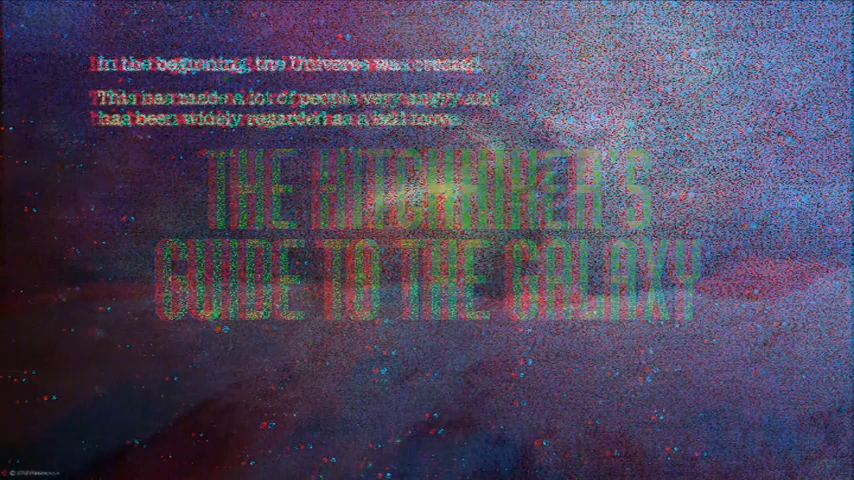 In the beginning, the Universe was created.
This has made a lot of people very angry and
has been widely regarded as a bad move.
THE HITCHHIKER'S
GUIDE TO THE GALAXY